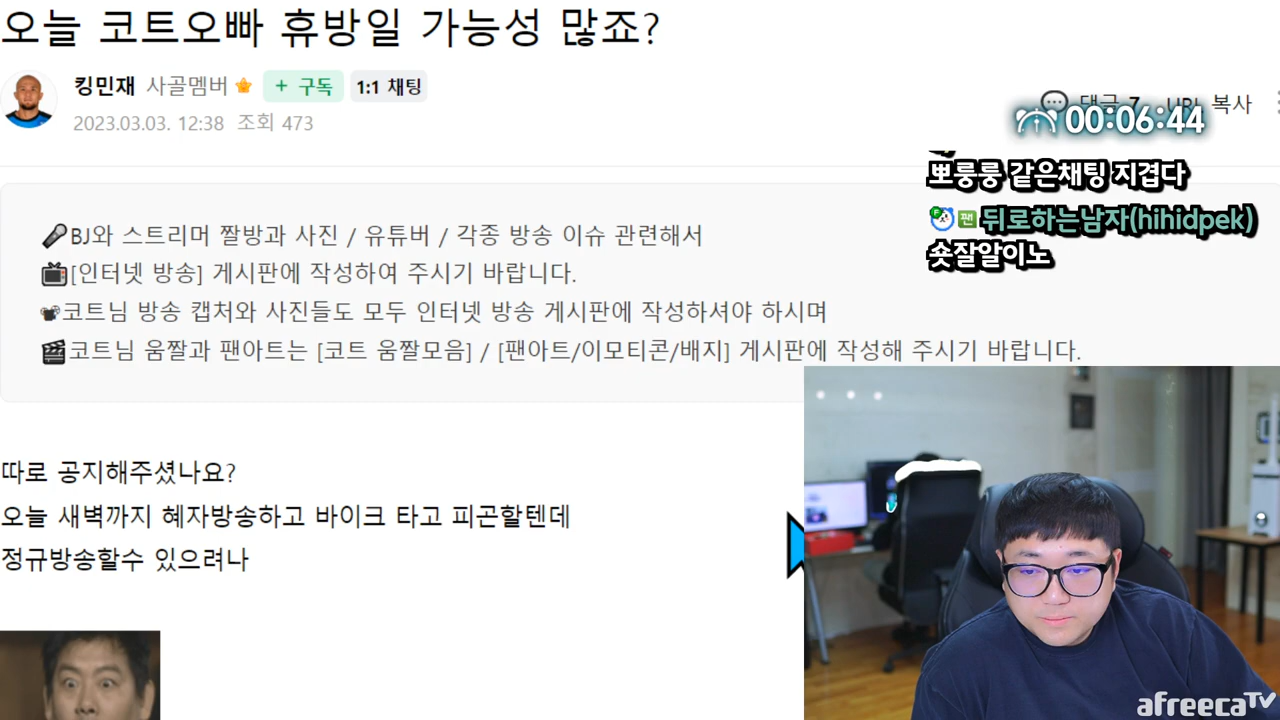 오늘 코트오빠 휴방일 가능성 많죠?
킹민재 사골멤버 + 구독 1:1 채팅
2023.03.03. 12:38 조회 473
댓글 7 URL 복사
00:06:44
뽀룽룽 같은채팅 지겹다
F 팬 뒤로하는남자(hihidpek)
숏잘알이노
BJ와 스트리머 짤방과 사진 / 유튜버 / 각종 방송 이슈 관련해서
[인터넷 방송] 게시판에 작성하여 주시기 바랍니다.
코트님 방송 캡처와 사진들도 모두 인터넷 방송 게시판에 작성하셔야 하시며
코트님 움짤과 팬아트는 [코트 움짤모음] / [팬아트/이모티콘/배지] 게시판에 작성해 주시기 바랍니다.
따로 공지해주셨나요?
오늘 새벽까지 혜자방송하고 바이크 타고 피곤할텐데
정규방송할수 있으려나
afreecaTV